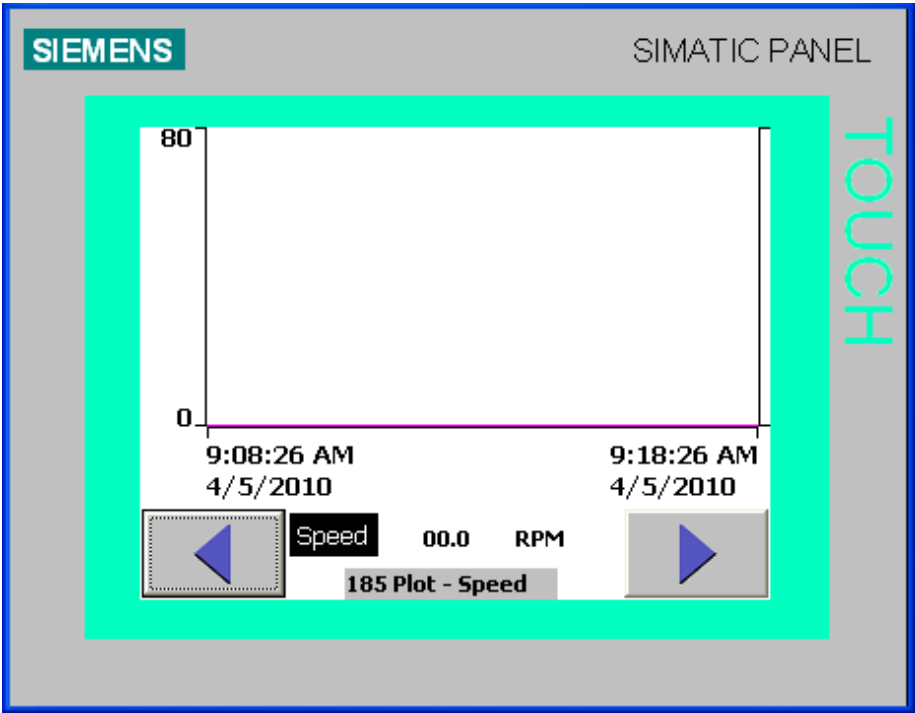 SIEMENS
SIMATIC PANEL
TOUCH
80
0
9:08:26 AM
4/5/2010
9:18:26 AM
4/5/2010
Speed 00.0 RPM
185 Plot - Speed